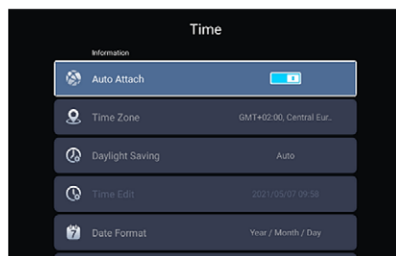 Time
Information
Auto Attach
Time Zone GMT+02:00, Central Eur..
Daylight Saving Auto
Time Edit 2021/05/07 09:58
Date Format Year / Month / Day